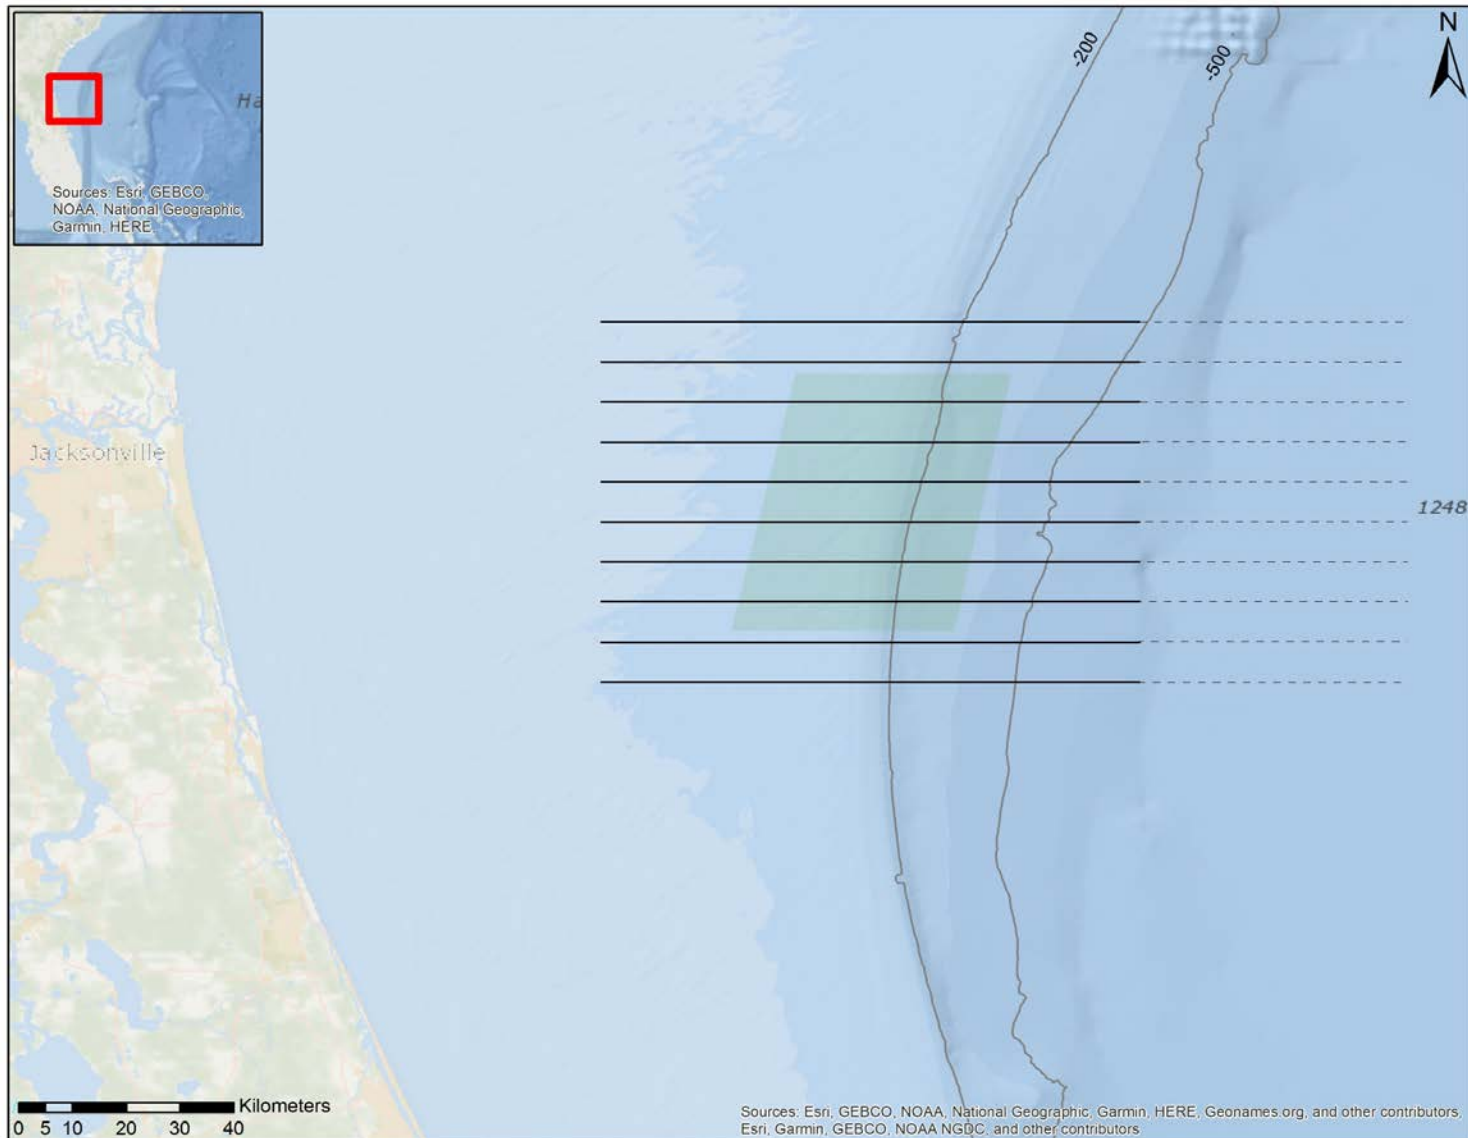 Ha
Sources: Esri, GEBCO,
NOAA, National Geographic,
Garmin, HERE,
-200
-500
N
Jacksonville
1248
Kilometers
0 5 10 20 30 40
Sources: Esri, GEBCO, NOAA, National Geographic, Garmin, HERE, Geonames.org, and other contributors,
Esri, Garmin, GEBCO, NOAA NGDC, and other contributors